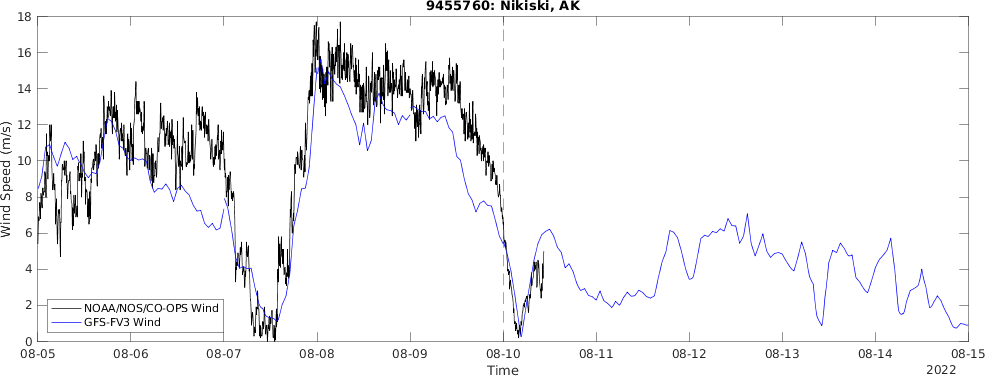 9455760: Nikiski, AK
Wind Speed (m/s)
18
16
14
12
10
8
6
4
2
0
NOAA/NOS/CO-OPS Wind
GFS-FV3 Wind
08-05 08-06 08-07 08-08 08-09 08-10 08-11 08-12 08-13 08-14 08-15
Time
2022